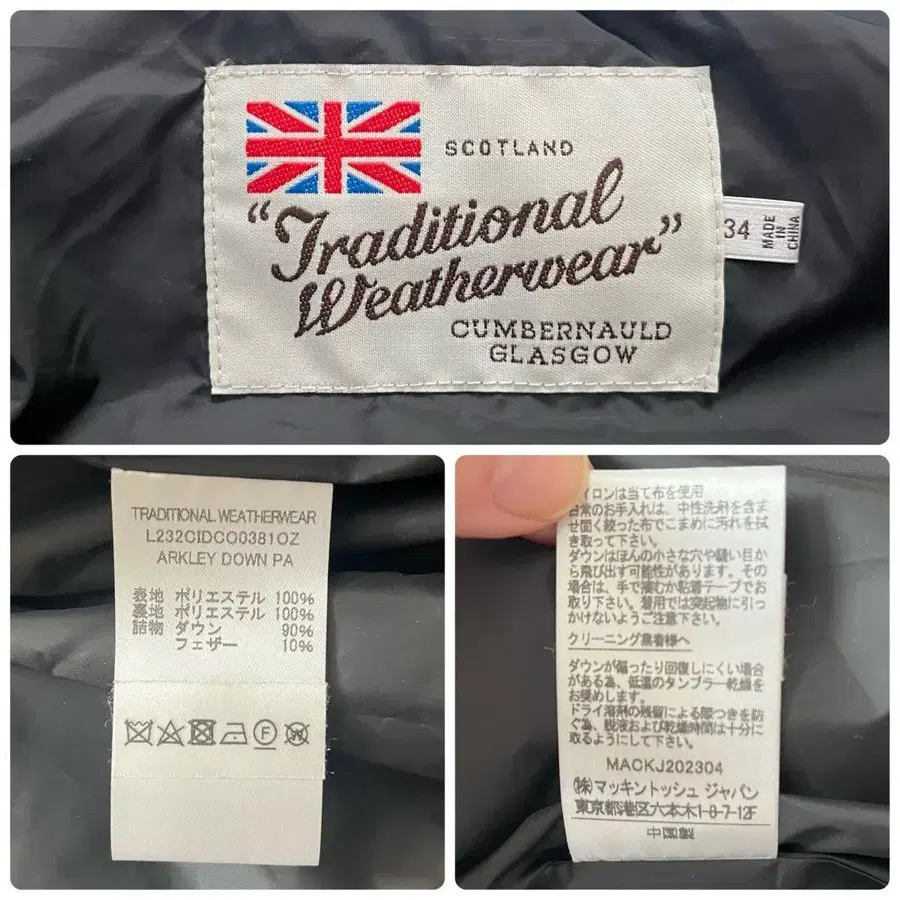 SCOTLAND
"Traditional
Weatherwear"
CUMBERNAULD
GLASGOW
34
MADE
IN
CHINA
TRADITIONAL WEATHERWEAR
L232CIDCO0381OZ
ARKLEY DOWN PA
表地 ポリエステル 100%
裏地 ポリエステル 100%
詰物 ダウン 90%
フェザー 10%
F
W
イロンは当て布を使用
日常のお手入れは、中性洗剤を含ま
せ固く絞った布でこまめに汚れを拭
き取って下さい。
ダウンはほんの小さな穴や縫い目か
ら飛び出す可能性があります。その
場合は、手で摘むか粘着テープでお
取り下さい。着用では突起物に引っ
かけないようご注意下さい。
クリーニング業者様へ
ダウンが偏ったり回復しにくい場合
がある為、低温のタンブラー乾燥を
お奨めします。
ドライ溶剤の残留による輪つきを防
ぐ為、脱液および乾燥時間は十分に
取るようにして下さい。
MACKJ202304
(株)マッキントッシュ ジャパン
東京都港区六本木1-8-7-12F
中国製